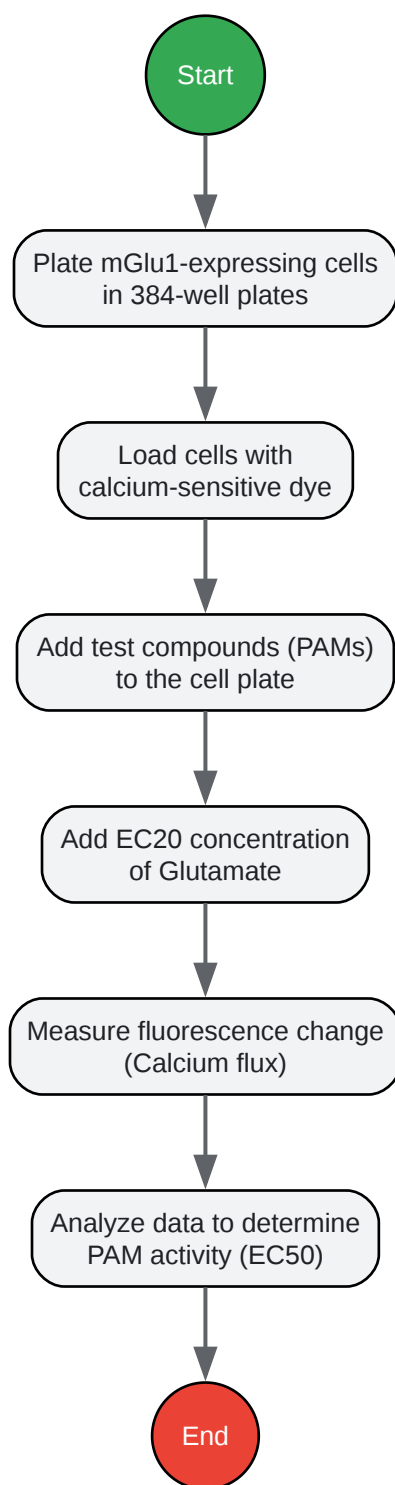 Start
Plate mGlu1-expressing cells
in 384-well plates
Load cells with
calcium-sensitive dye
Add test compounds (PAMs)
to the cell plate
Add EC20 concentration
of Glutamate
Measure fluorescence change
(Calcium flux)
Analyze data to determine
PAM activity (EC50)
End